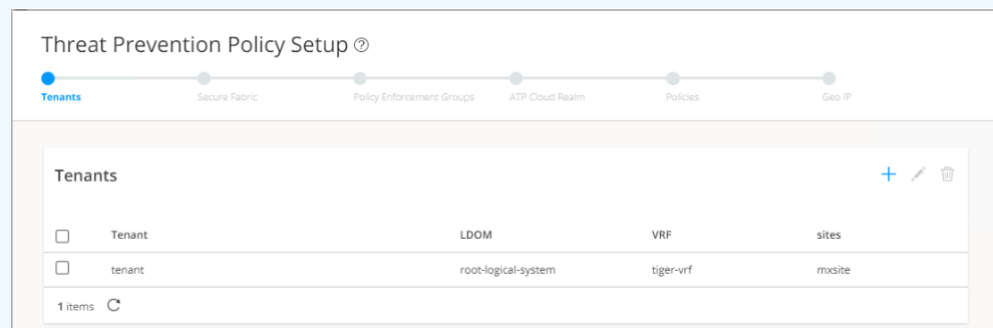 Threat Prevention Policy Setup ?
Tenants Secure Fabric Policy Enforcement Groups ATP Cloud Realm Policies Geo IP
Tenants
Tenant LDOM VRF sites
tenant root-logical-system tiger-vrf mxsite
1 items